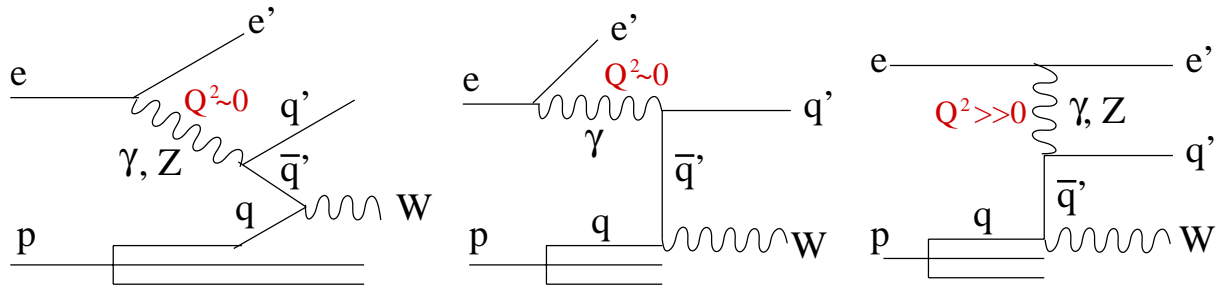 e
e'
Q²~0
q'
γ, Z
q̅'
q
W
p
e
e'
Q²~0
γ
q'
q̅'
q
p
W
e
e'
Q² >>0
γ, Z
q'
q̅'
q
p
W